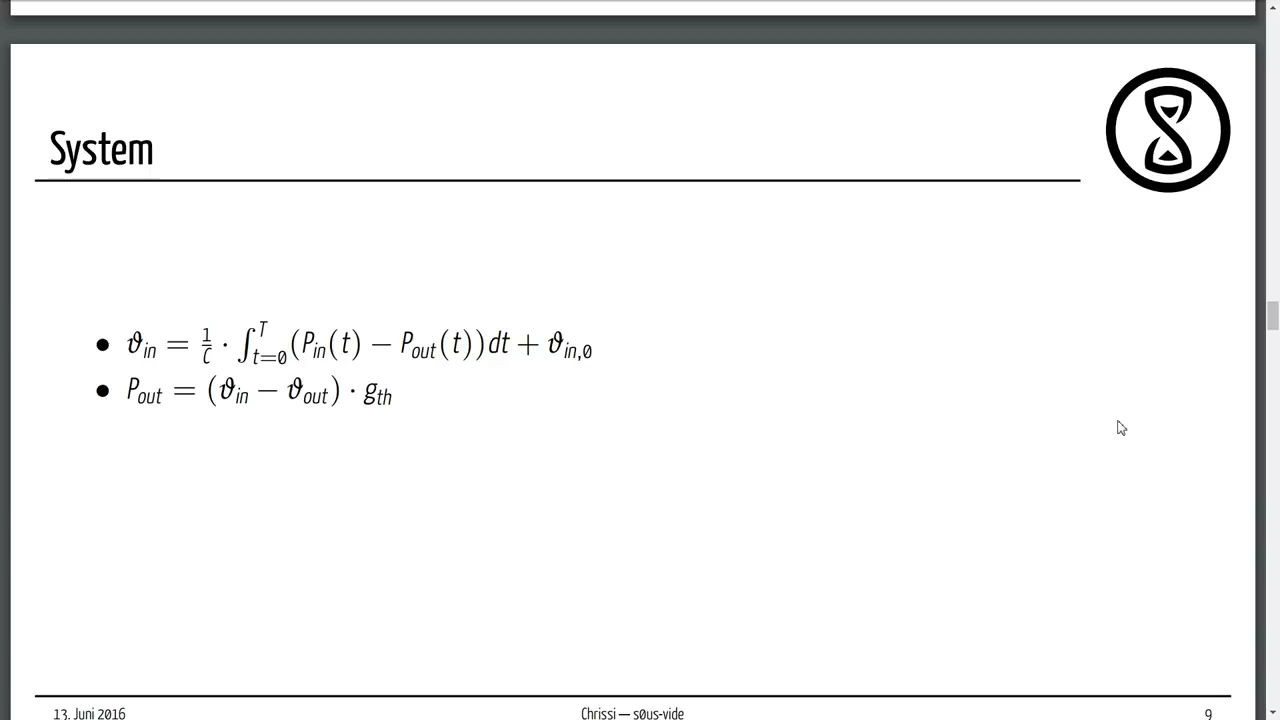 System
• ϑ_in = 1/C · ∫_{t=0}^{T} (P_in(t) − P_out(t))dt + ϑ_in,0
• P_out = (ϑ_in − ϑ_out) · g_th
13. Juni 2016
Chrissi — s0us-vide
9